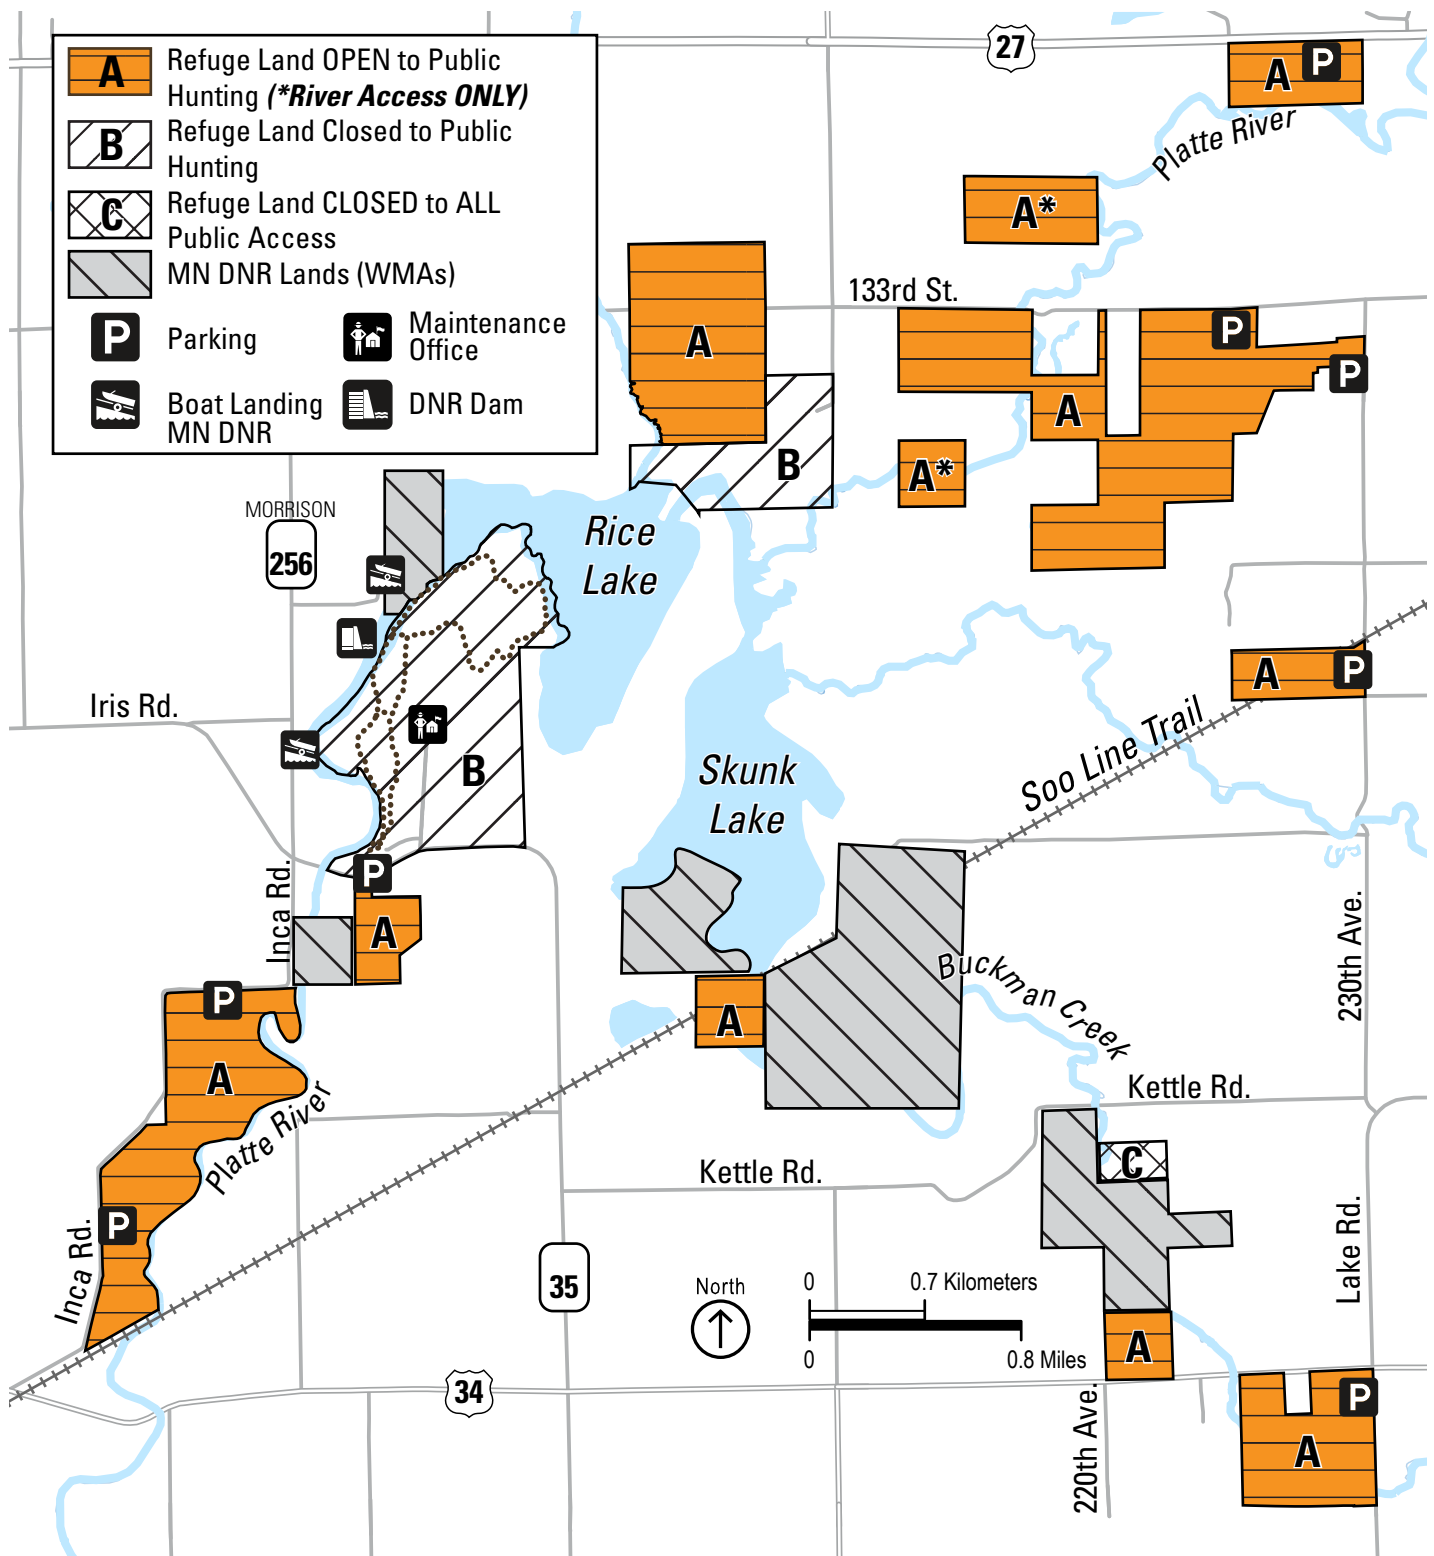 A
Refuge Land OPEN to Public
Hunting (*River Access ONLY)
B
Refuge Land Closed to Public
Hunting
C
Refuge Land CLOSED to ALL
Public Access
MN DNR Lands (WMAs)
P
Parking
Maintenance
Office
Boat Landing
MN DNR
DNR Dam
27
A
P
Platte River
A*
133rd St.
A
P
P
A
B
A*
MORRISON
256
Rice
Lake
A
P
Iris Rd.
Soo Line Trail
Skunk
Lake
B
P
Inca Rd.
A
230th Ave.
Buckman Creek
P
A
A
Platte River
Kettle Rd.
Kettle Rd.
C
P
Inca Rd.
Lake Rd.
35
North
0
0.7 Kilometers
0
0.8 Miles
A
34
220th Ave.
P
A